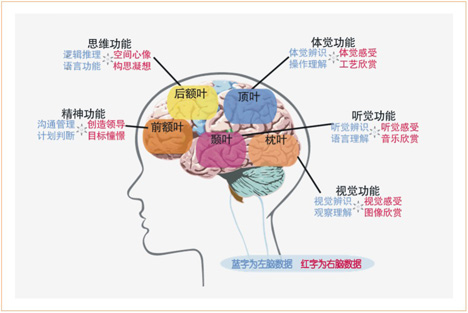 思维功能
逻辑推理 空间心像
语言功能 构思凝想
体觉功能
体觉辨识 体觉感受
操作理解 工艺欣赏
后额叶
顶叶
精神功能
沟通管理 创造领导
计划判断 目标憧憬
前额叶
颞叶
枕叶
听觉功能
听觉辨识 听觉感受
语言理解 音乐欣赏
视觉功能
视觉辨识 视觉感受
观察理解 图像欣赏
蓝字为左脑数据 红字为右脑数据